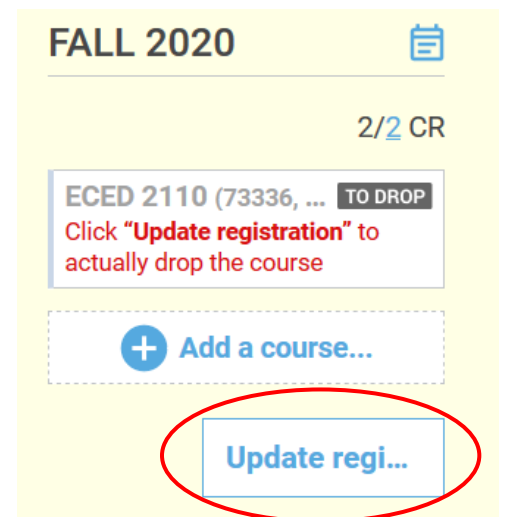 FALL 2020
2/2 CR
ECED 2110 (73336, ... TO DROP
Click “Update registration” to
actually drop the course
Add a course...
Update regi...